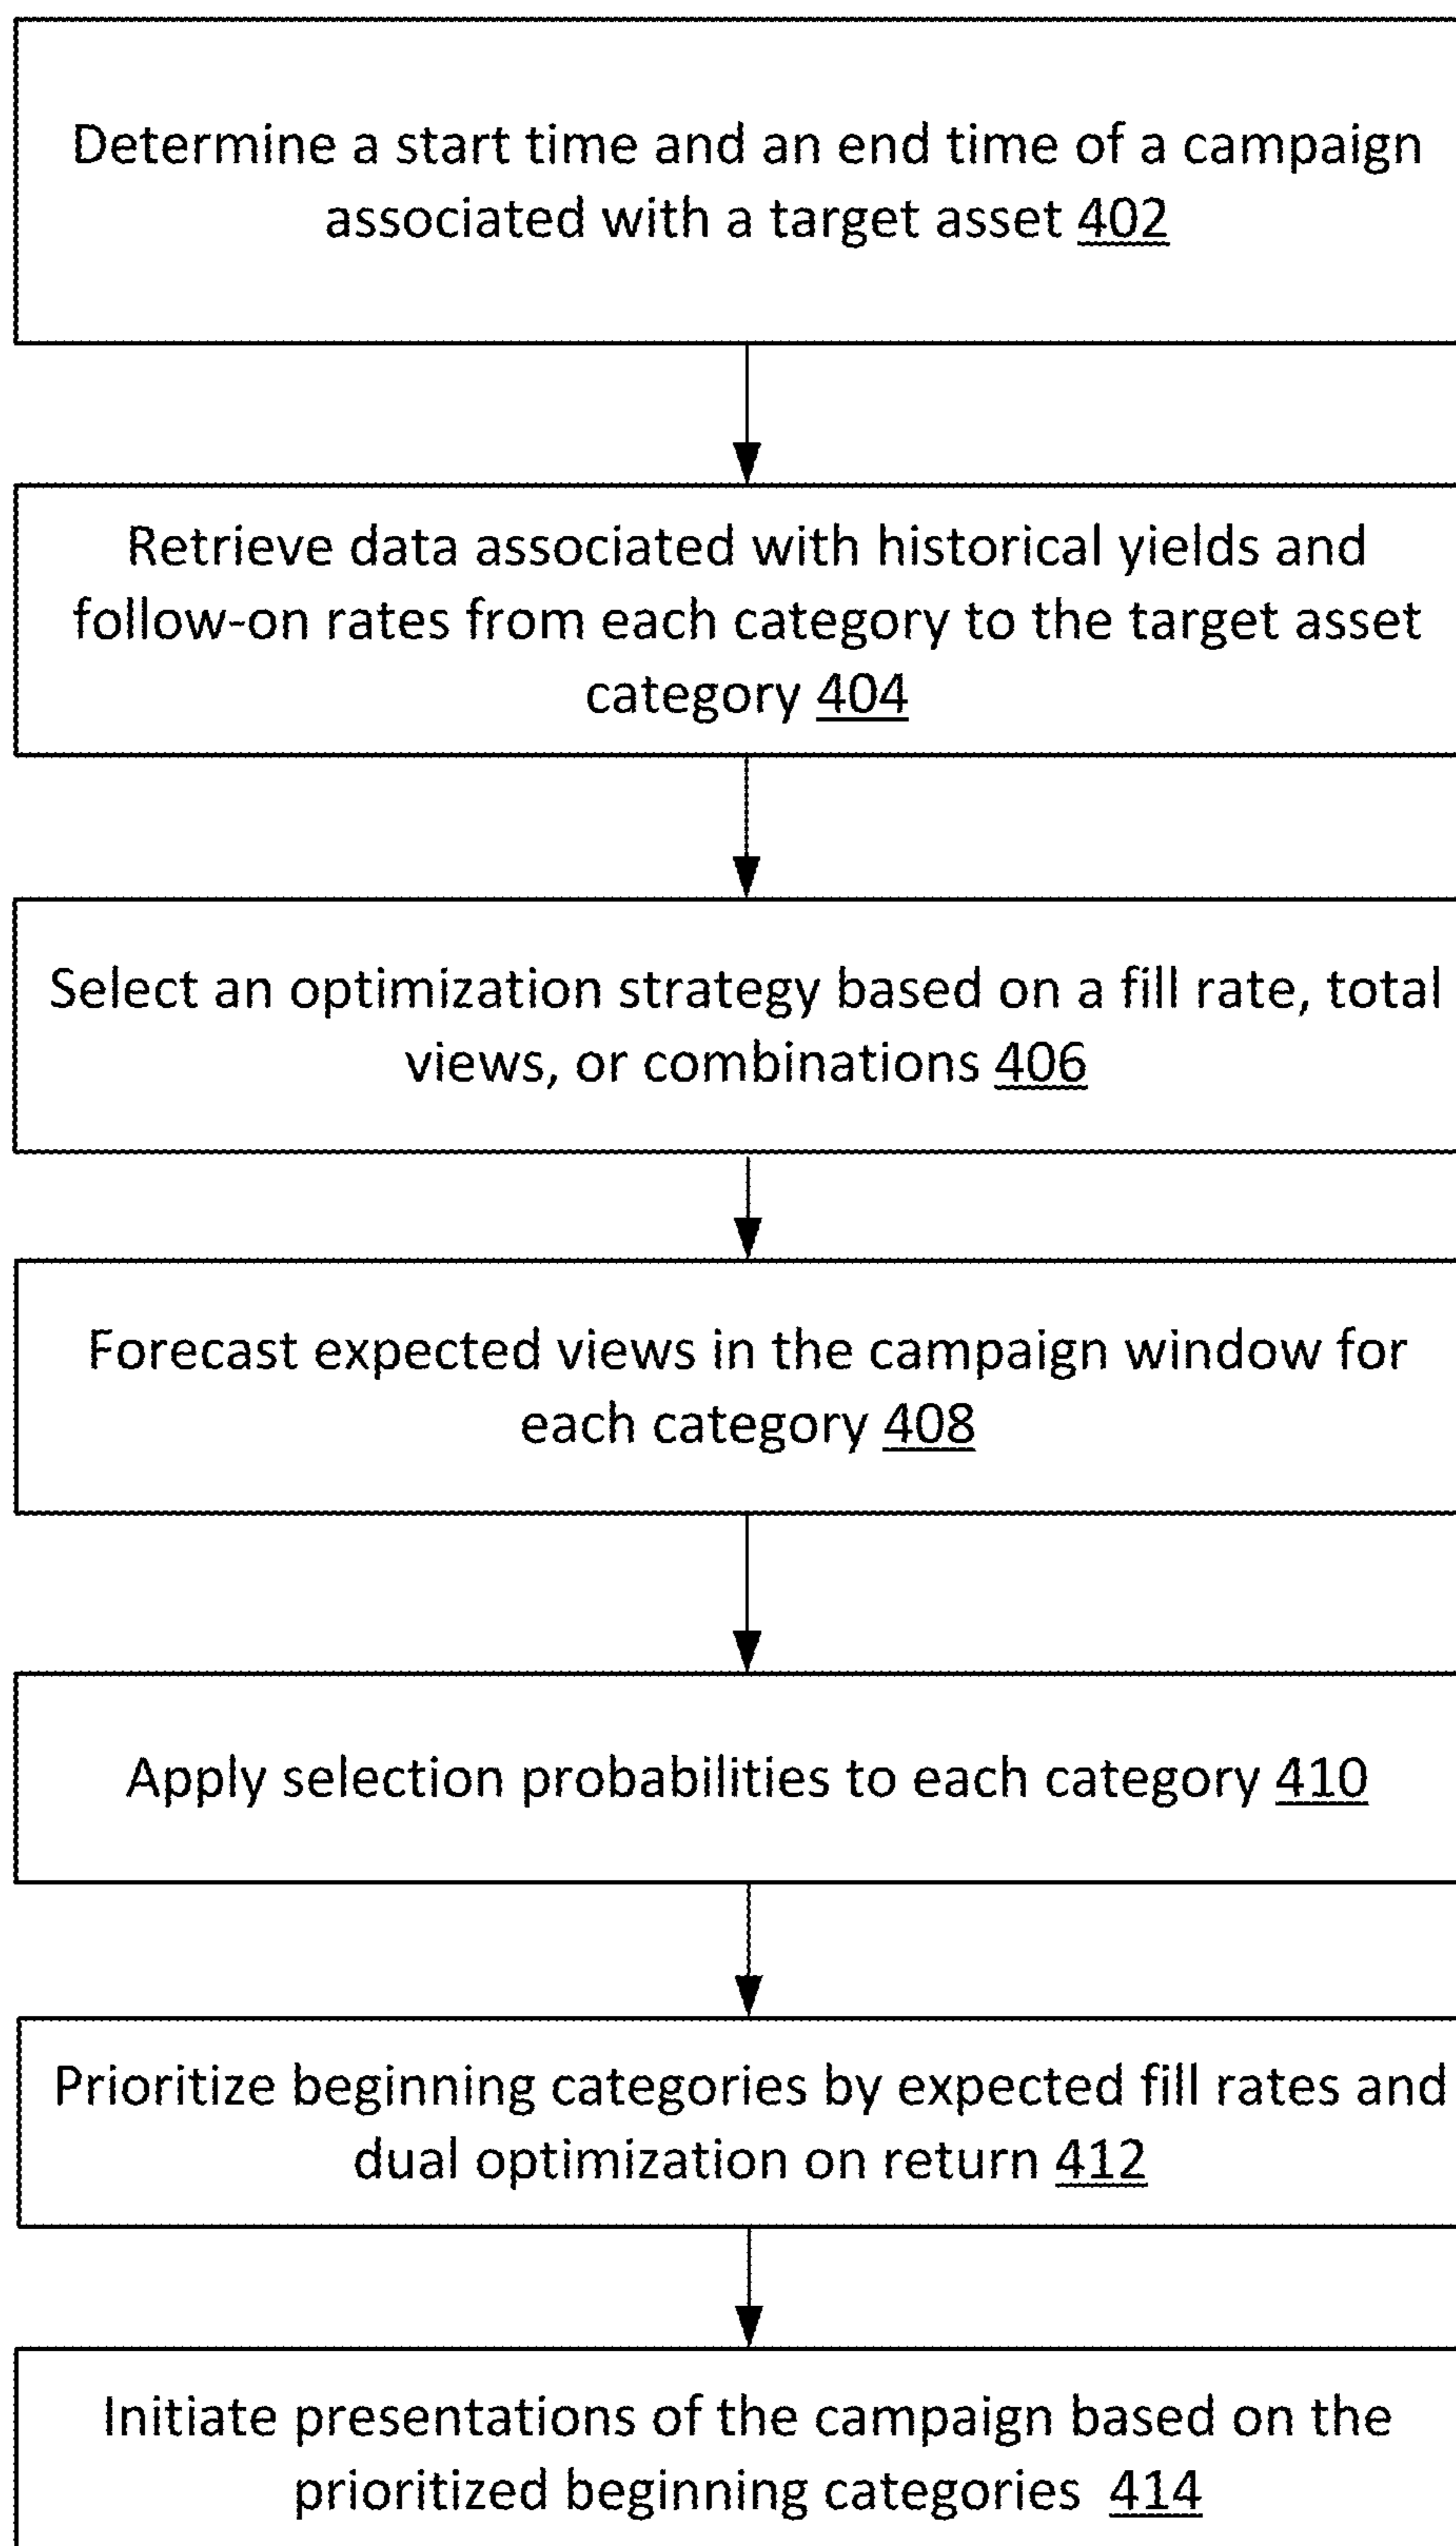 Determine a start time and an end time of a campaign
associated with a target asset 402
Retrieve data associated with historical yields and
follow-on rates from each category to the target asset
category 404
Select an optimization strategy based on a fill rate, total
views, or combinations 406
Forecast expected views in the campaign window for
each category 408
Apply selection probabilities to each category 410
Prioritize beginning categories by expected fill rates and
dual optimization on return 412
Initiate presentations of the campaign based on the
prioritized beginning categories 414